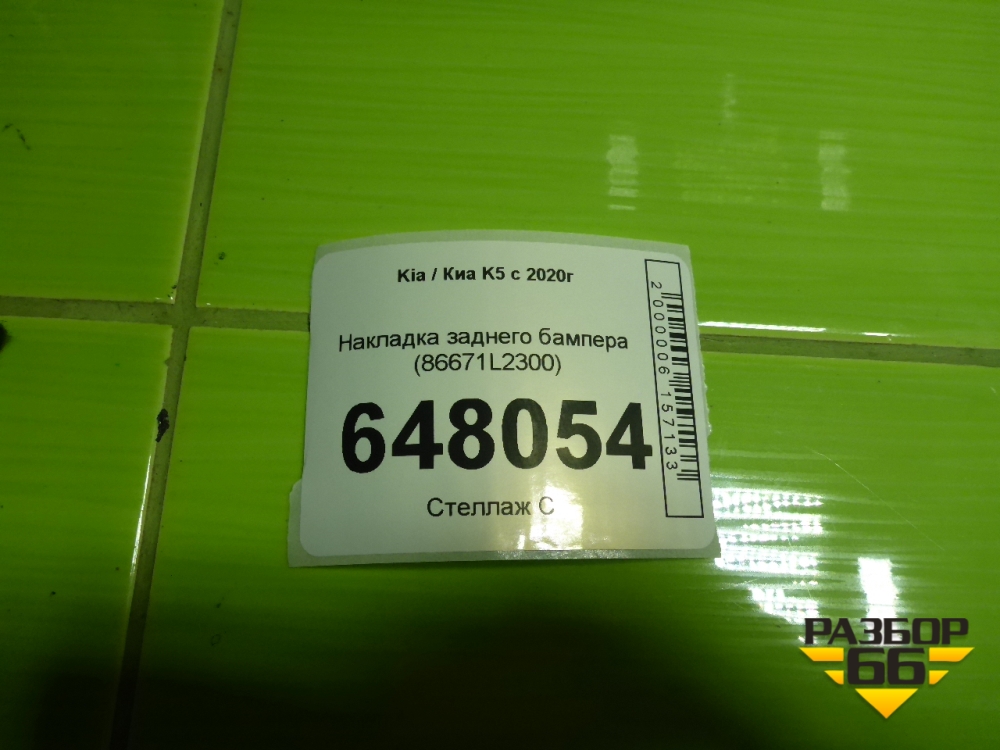 Kia / Киа K5 с 2020г
Накладка заднего бампера
(86671L2300)
648054
Стеллаж С
2000006157133
РАЗБОР
66